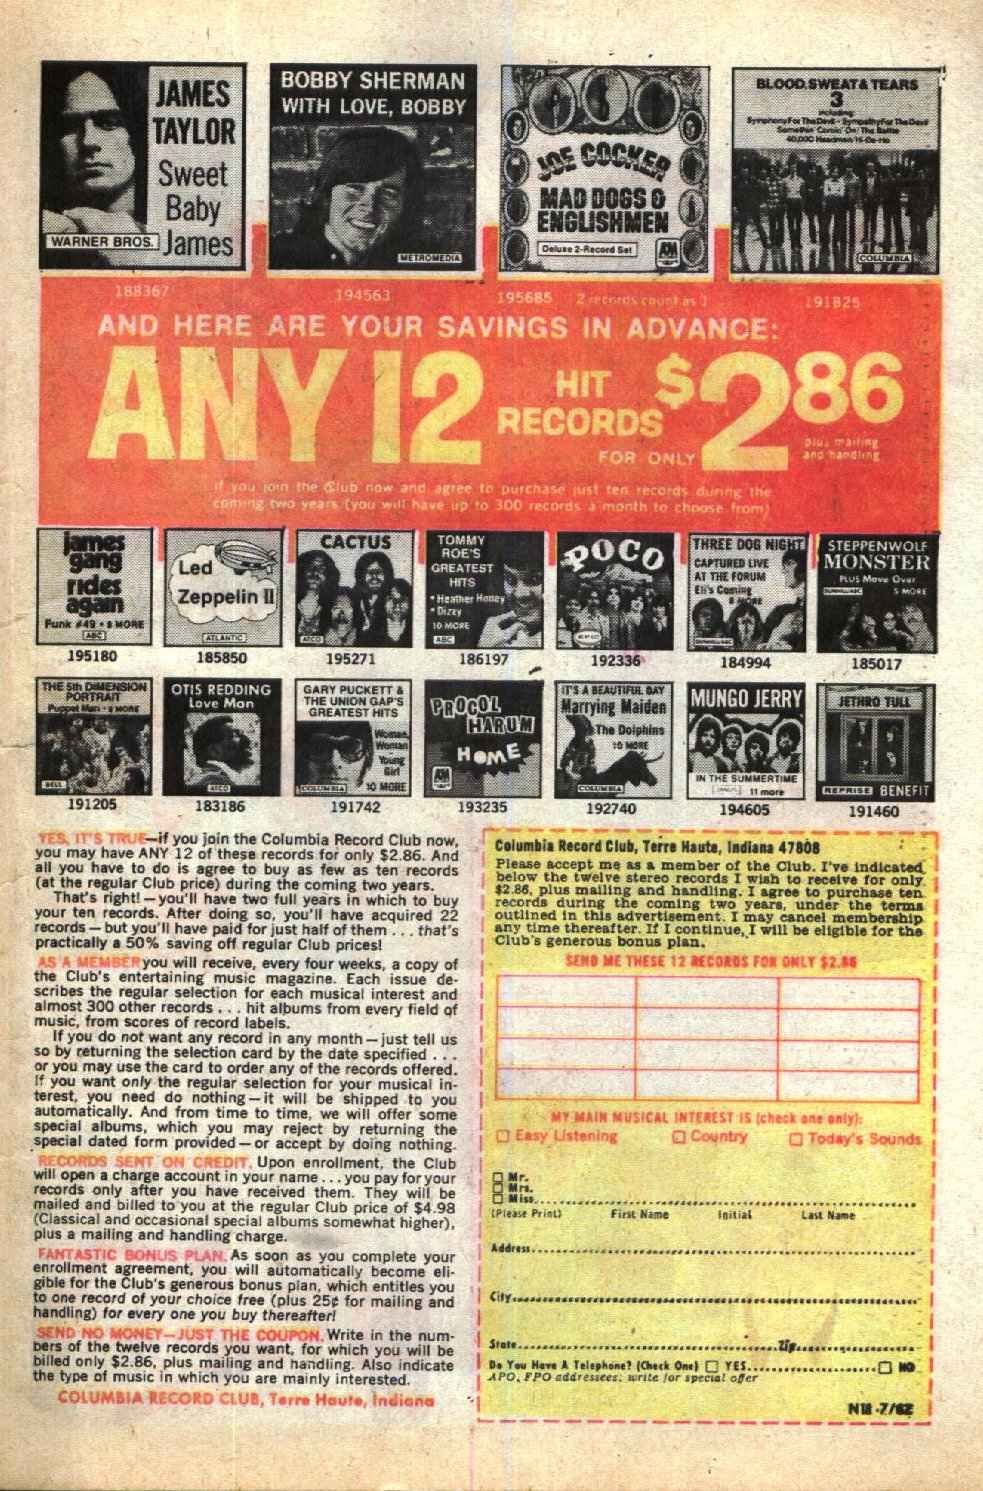 JAMES
TAYLOR
Sweet
Baby
James
WARNER BROS.
BOBBY SHERMAN
WITH LOVE, BOBBY
METROMEDIA
JOE COCKER
MAD DOGS &
ENGLISHMEN
Deluxe 2-Record Set
A&M
BLOOD, SWEAT & TEARS
3
including:
Symphony For The Devil • Sympathy For The Devil
Somethin' Comin' On / The Battle
40,000 Headmen / Hi-De-Ho
COLUMBIA
188367
194563
195685 [2 records count as 1]
191825
AND HERE ARE YOUR SAVINGS IN ADVANCE:
ANY 12 HIT RECORDS FOR ONLY $2.86
plus mailing
and handling
if you join the Club now and agree to purchase just ten records during the
coming two years (you will have up to 300 records a month to choose from)
james
gang
rides
again
Funk #49 • 8 MORE
ABC
195180
Led
Zeppelin II
ATLANTIC
185850
CACTUS
ATCO
195271
TOMMY
ROE'S
GREATEST
HITS
• Heather Honey
• Dizzy
10 MORE
ABC
186197
POCO
192336
THREE DOG NIGHT
CAPTURED LIVE
AT THE FORUM
Eli's Coming
8 MORE
184994
STEPPENWOLF
MONSTER
PLUS Move Over
5 MORE
185017
THE 5th DIMENSION
PORTRAIT
Puppet Man • 9 MORE
BELL
191205
OTIS REDDING
Love Man
ATCO
183186
GARY PUCKETT &
THE UNION GAP'S
GREATEST HITS
Woman,
Woman
Young
Girl
COLUMBIA 10 MORE
191742
PROCOL
HARUM
HOME
A&M
193235
IT'S A BEAUTIFUL DAY
Marrying Maiden
The Dolphins
10 MORE
COLUMBIA
192740
MUNGO JERRY
IN THE SUMMERTIME
11 more
194605
JETHRO TULL
REPRISE BENEFIT
191460
YES, IT'S TRUE—if you join the Columbia Record Club now,
you may have ANY 12 of these records for only $2.86. And
all you have to do is agree to buy as few as ten records
(at the regular Club price) during the coming two years.
That's right!—you'll have two full years in which to buy
your ten records. After doing so, you'll have acquired 22
records—but you'll have paid for just half of them . . . that's
practically a 50% saving off regular Club prices!
AS A MEMBER you will receive, every four weeks, a copy of
the Club's entertaining music magazine. Each issue de-
scribes the regular selection for each musical interest and
almost 300 other records . . . hit albums from every field of
music, from scores of record labels.
If you do not want any record in any month—just tell us
so by returning the selection card by the date specified . . .
or you may use the card to order any of the records offered.
If you want only the regular selection for your musical in-
terest, you need do nothing—it will be shipped to you
automatically. And from time to time, we will offer some
special albums, which you may reject by returning the
special dated form provided—or accept by doing nothing.
RECORDS SENT ON CREDIT. Upon enrollment, the Club
will open a charge account in your name . . . you pay for your
records only after you have received them. They will be
mailed and billed to you at the regular Club price of $4.98
(Classical and occasional special albums somewhat higher),
plus a mailing and handling charge.
FANTASTIC BONUS PLAN. As soon as you complete your
enrollment agreement, you will automatically become eli-
gible for the Club's generous bonus plan, which entitles you
to one record of your choice free (plus 25¢ for mailing and
handling) for every one you buy thereafter!
SEND NO MONEY—JUST THE COUPON. Write in the num-
bers of the twelve records you want, for which you will be
billed only $2.86, plus mailing and handling. Also indicate
the type of music in which you are mainly interested.
COLUMBIA RECORD CLUB, Terre Haute, Indiana
Columbia Record Club, Terre Haute, Indiana 47808
Please accept me as a member of the Club. I've indicated
below the twelve stereo records I wish to receive for only
$2.86, plus mailing and handling. I agree to purchase ten
records during the coming two years, under the terms
outlined in this advertisement. I may cancel membership
any time thereafter. If I continue, I will be eligible for the
Club's generous bonus plan.
SEND ME THESE 12 RECORDS FOR ONLY $2.86
MY MAIN MUSICAL INTEREST IS (check one only):
Easy Listening Country Today's Sounds
Mr.
Mrs.
Miss
(Please Print) First Name Initial Last Name
Address
City
State Zip
Do You Have A Telephone? (Check One) YES NO
APO, FPO addressees: write for special offer